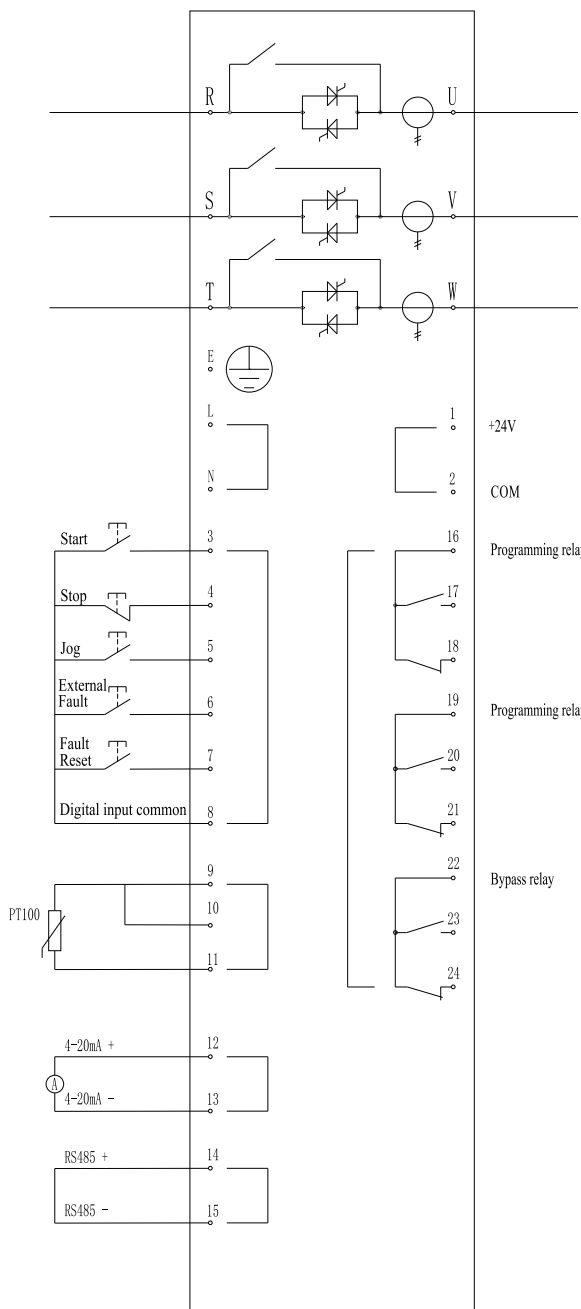 R U
S V
T W
E
L 1 +24V
N 2 COM
Start 3 16 Programming relay
Stop 4 17
Jog 5 18
External
Fault 6 19 Programming relay
Fault
Reset 7 20
Digital input common 8 21
9 22 Bypass relay
PT100 10 23
11 24
4-20mA + 12
A
4-20mA - 13
RS485 + 14
RS485 - 15